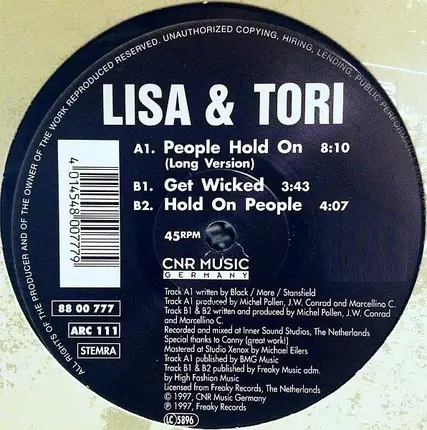 ALL RIGHTS OF THE PRODUCER AND OF THE OWNER OF THE WORK REPRODUCED RESERVED. UNAUTHORIZED COPYING, HIRING, LENDING, PUBLIC PERFORMAN
LISA & TORI
A1. People Hold On 8:10
(Long Version)
B1. Get Wicked 3:43
B2. Hold On People 4:07
45RPM
CNR MUSIC
GERMANY
4 014548 007779
88 00 777
ARC 111
STEMRA
Track A1 written by Black / More / Stansfield
Track A1 produced by Michel Pollen, J.W. Conrad and Marcellino C.
Track B1 & B2 written and produced by Michel Pollen, J.W. Conrad
and Marcellino C.
Recorded and mixed at Inner Sound Studios, The Netherlands
Special thanks to Conny (great work!)
Mastered at Studio Xenox by Michael Eilers
Track A1 published by BMG Music
Track B1 & B2 published by Freaky Music adm.
by High Fashion Music
Licensed from Freaky Records, The Netherlands
© 1997, CNR Music Germany
℗ 1997, Freaky Records
LC 5896